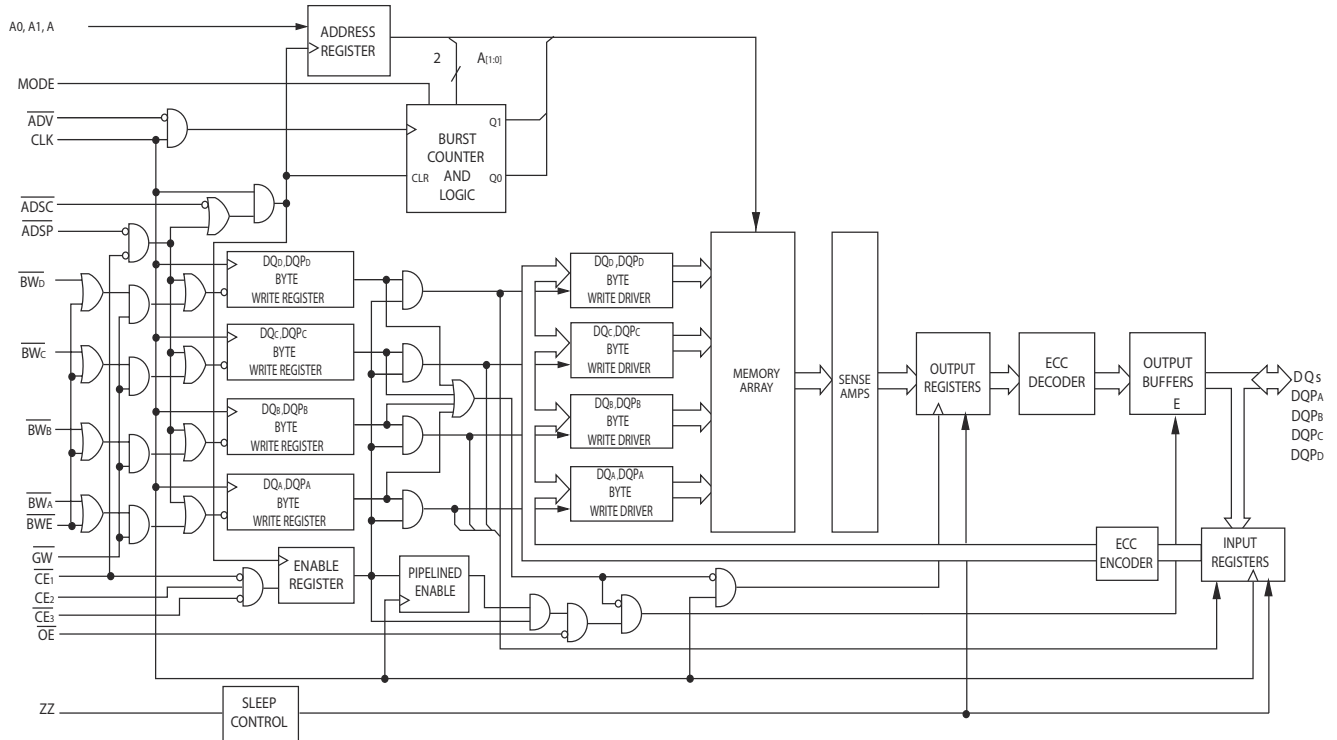 A0, A1, A
ADDRESS
REGISTER
2
A[1:0]
MODE
ADV
CLK
BURST
COUNTER
AND
LOGIC
Q1
CLR
Q0
ADSC
ADSP
BWD
DQD,DQPD
BYTE
WRITE REGISTER
DQD,DQPD
BYTE
WRITE DRIVER
BWC
DQC,DQPC
BYTE
WRITE REGISTER
DQC,DQPC
BYTE
WRITE DRIVER
BWB
DQB,DQPB
BYTE
WRITE REGISTER
DQB,DQPB
BYTE
WRITE DRIVER
BWA
BWE
DQA,DQPA
BYTE
WRITE REGISTER
DQA,DQPA
BYTE
WRITE DRIVER
MEMORY
ARRAY
SENSE
AMPS
OUTPUT
REGISTERS
ECC
DECODER
OUTPUT
BUFFERS
E
DQs
DQPA
DQPB
DQPC
DQPD
GW
CE1
CE2
CE3
OE
ENABLE
REGISTER
PIPELINED
ENABLE
ECC
ENCODER
INPUT
REGISTERS
ZZ
SLEEP
CONTROL